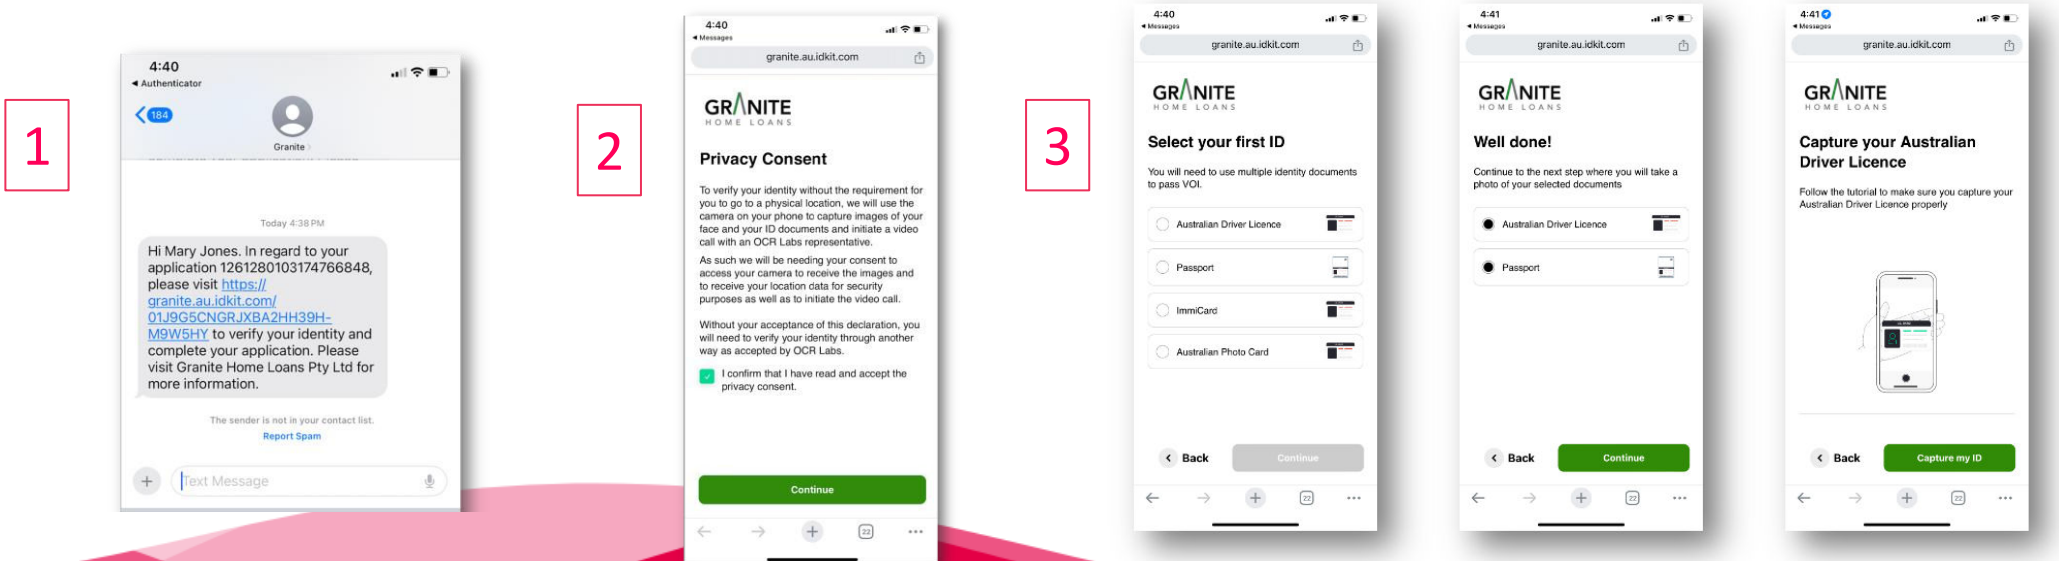 1
4:40
Authenticator
184
Granite
Today 4:38 PM
Hi Mary Jones. In regard to your
application 1261280103174766848,
please visit https://
granite.au.idkit.com/
01J9G5CNGRJXBA2HH39H-
M9W5HY to verify your identity and
complete your application. Please
visit Granite Home Loans Pty Ltd for
more information.
The sender is not in your contact list.
Report Spam
Text Message
2
4:40
Messages
granite.au.idkit.com
GRANITE
HOME LOANS
Privacy Consent
To verify your identity without the requirement for
you to go to a physical location, we will use the
camera on your phone to capture images of your
face and your ID documents and initiate a video
call with an OCR Labs representative.
As such we will be needing your consent to
access your camera to receive the images and
to receive your location data for security
purposes as well as to initiate the video call.
Without your acceptance of this declaration, you
will need to verify your identity through another
way as accepted by OCR Labs.
I confirm that I have read and accept the
privacy consent.
Continue
22
3
4:40
Messages
granite.au.idkit.com
GRANITE
HOME LOANS
Select your first ID
You will need to use multiple identity documents
to pass VOI.
Australian Driver Licence
Passport
ImmiCard
Australian Photo Card
Back
Continue
22
4:41
Messages
granite.au.idkit.com
GRANITE
HOME LOANS
Well done!
Continue to the next step where you will take a
photo of your selected documents
Australian Driver Licence
Passport
Back
Continue
22
4:41
Messages
granite.au.idkit.com
GRANITE
HOME LOANS
Capture your Australian
Driver Licence
Follow the tutorial to make sure you capture your
Australian Driver Licence properly
Back
Capture my ID
22